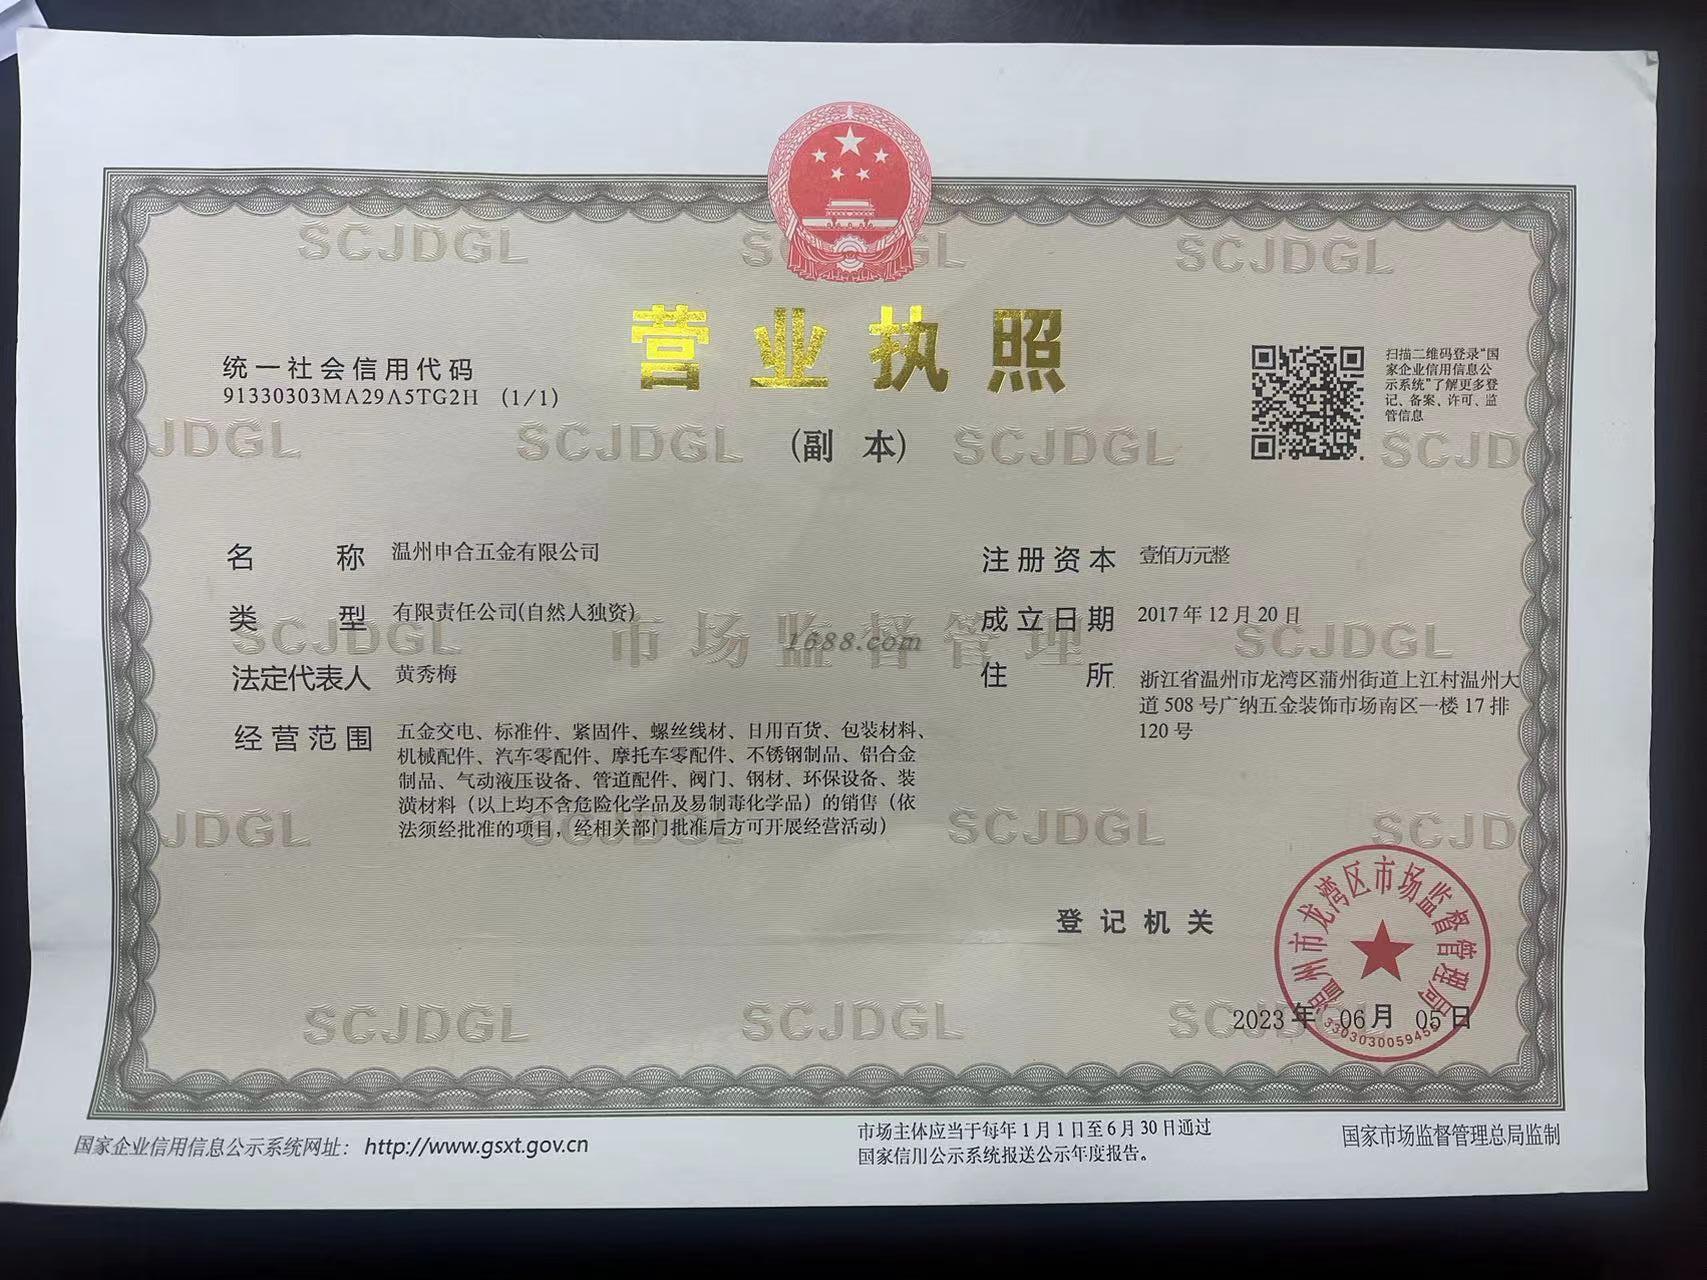 营业执照
(副 本)
统一社会信用代码
91330303MA29A5TG2H (1/1)
扫描二维码登录“国
家企业信用信息公
示系统”了解更多登
记、备案、许可、监
管信息
名 称 温州申合五金有限公司
类 型 有限责任公司(自然人独资)
法定代表人 黄秀梅
经营范围 五金交电、标准件、紧固件、螺丝线材、日用百货、包装材料、
机械配件、汽车零配件、摩托车零配件、不锈钢制品、铝合金
制品、气动液压设备、管道配件、阀门、钢材、环保设备、装
潢材料（以上均不含危险化学品及易制毒化学品）的销售（依
法须经批准的项目，经相关部门批准后方可开展经营活动）
注册资本 壹佰万元整
成立日期 2017年12月20日
住 所 浙江省温州市龙湾区蒲州街道上江村温州大
道508号广纳五金装饰市场南区一楼17排
120号
登记机关
温州市龙湾区市场监督管理局
2023年 06月 05日
SCJDGL
SCJDGL
SCJDGL
JDGL
SCJDGL
SCJDGL
SCJD
SCJDGL
市场监督管理
SCJDGL
1688.com
JDGL
SCJDGL
SCJDGL
SCJD
SCJDGL
SCJDGL
国家企业信用信息公示系统网址： http://www.gsxt.gov.cn
市场主体应当于每年1月1日至6月30日通过
国家信用公示系统报送公示年度报告。
国家市场监督管理总局监制